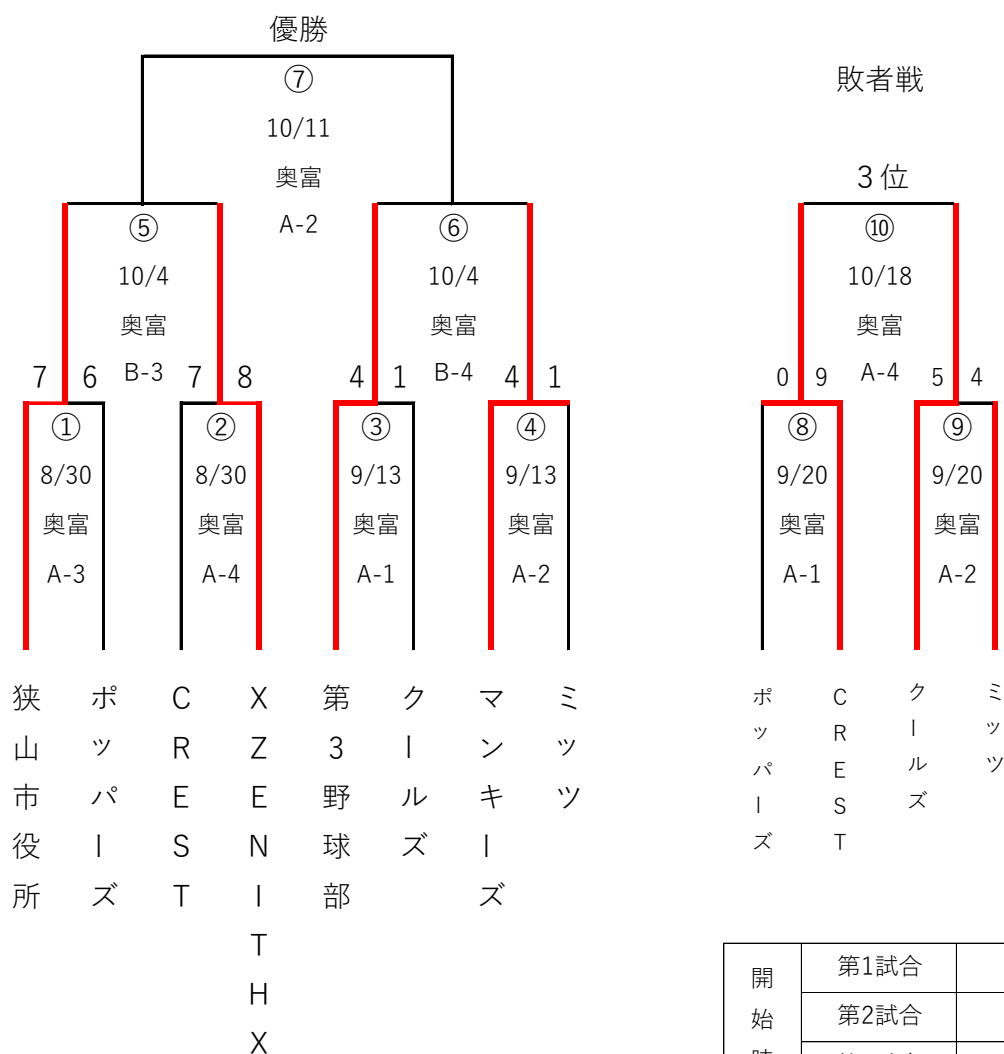 優勝
⑦
10/11
奥富
A-2
敗者戦
3位
⑤
10/4
奥富
B-3
⑥
10/4
奥富
B-4
⑩
10/18
奥富
A-4
7 6 7 8 4 1 4 1 0 9 5 4
① ② ③ ④ ⑧ ⑨
8/30 8/30 9/13 9/13 9/20 9/20
奥富 奥富 奥富 奥富 奥富 奥富
A-3 A-4 A-1 A-2 A-1 A-2
狭山市役所
ポッパーズ
CREST
XZENITHX
第3野球部
クールズ
マンキーズ
ミッツ
ポッパーズ
CREST
クールズ
ミッツ
開始
第1試合
第2試合